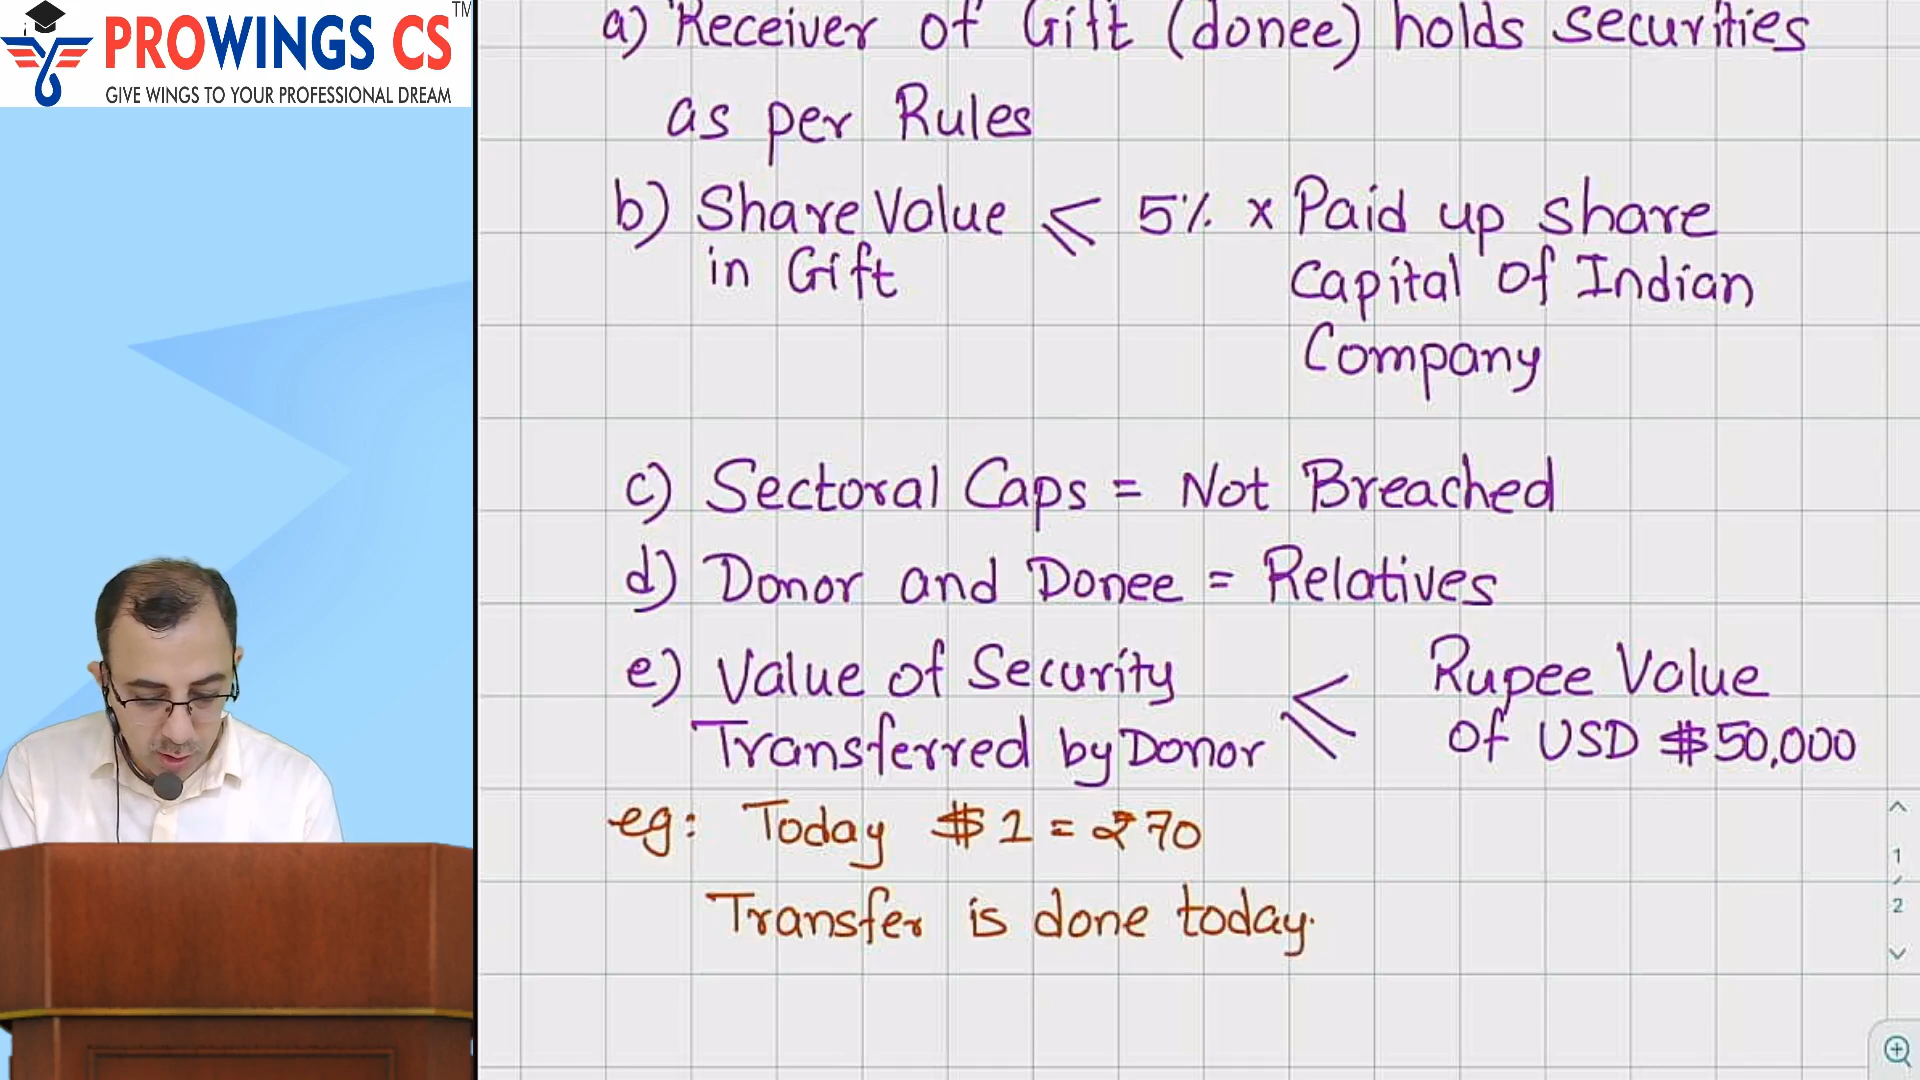 TM
PROWINGS CS
GIVE WINGS TO YOUR PROFESSIONAL DREAM
a) Receiver of Gift (donee) holds securities
as per Rules
b) Share Value ⩽ 5% x Paid up share
in Gift
Capital of Indian
Company
c) Sectoral Caps = Not Breached
d) Donor and Donee = Relatives
e) Value of Security ⩽ Rupee Value
Transferred by Donor of USD $50,000
eg: Today $1 = ₹70
Transfer is done today.
1
/
2